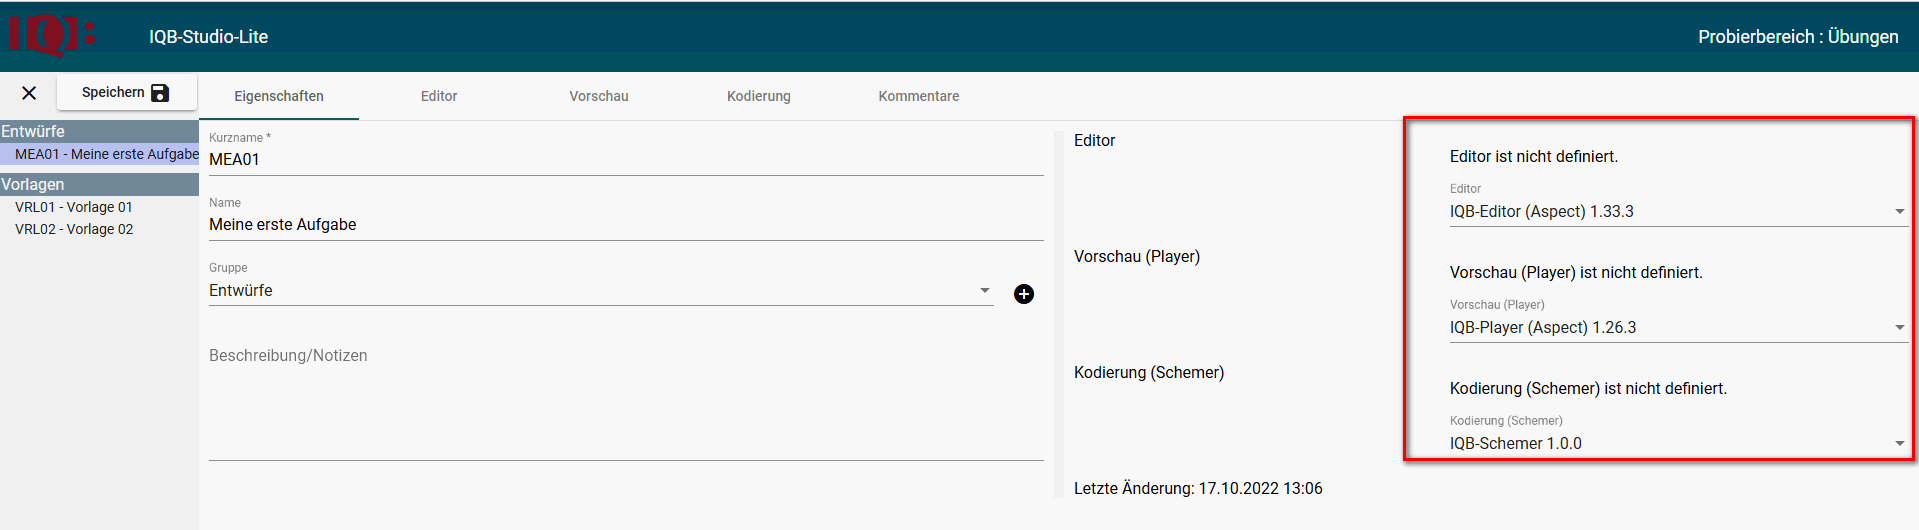 IQB
IQB-Studio-Lite
Probierbereich : Übungen
Speichern
Eigenschaften
Editor
Vorschau
Kodierung
Kommentare
Entwürfe
MEA01 - Meine erste Aufgabe
Vorlagen
VRL01 - Vorlage 01
VRL02 - Vorlage 02
Kurzname *
MEA01
Name
Meine erste Aufgabe
Gruppe
Entwürfe
Beschreibung/Notizen
Editor
Editor ist nicht definiert.
Editor
IQB-Editor (Aspect) 1.33.3
Vorschau (Player)
Vorschau (Player) ist nicht definiert.
Vorschau (Player)
IQB-Player (Aspect) 1.26.3
Kodierung (Schemer)
Kodierung (Schemer) ist nicht definiert.
Kodierung (Schemer)
IQB-Schemer 1.0.0
Letzte Änderung: 17.10.2022 13:06